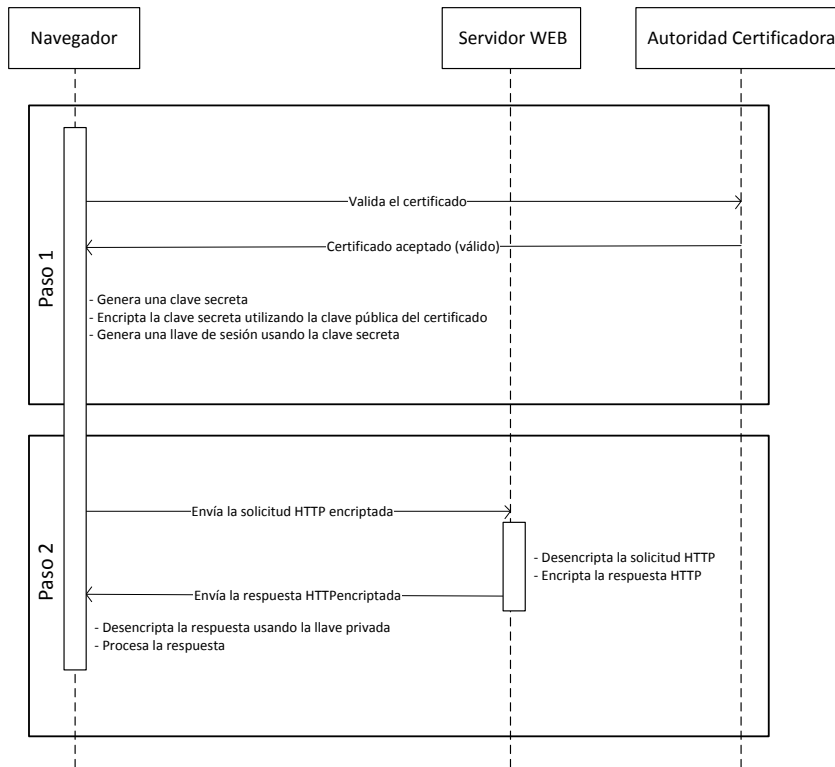 Navegador
Servidor WEB
Autoridad Certificadora
Paso 1
Valida el certificado
Certificado aceptado (válido)
- Genera una clave secreta
- Encripta la clave secreta utilizando la clave pública del certificado
- Genera una llave de sesión usando la clave secreta
Paso 2
Envía la solicitud HTTP encriptada
- Desencripta la solicitud HTTP
- Encripta la respuesta HTTP
Envía la respuesta HTTPencriptada
- Desencripta la respuesta usando la llave privada
- Procesa la respuesta